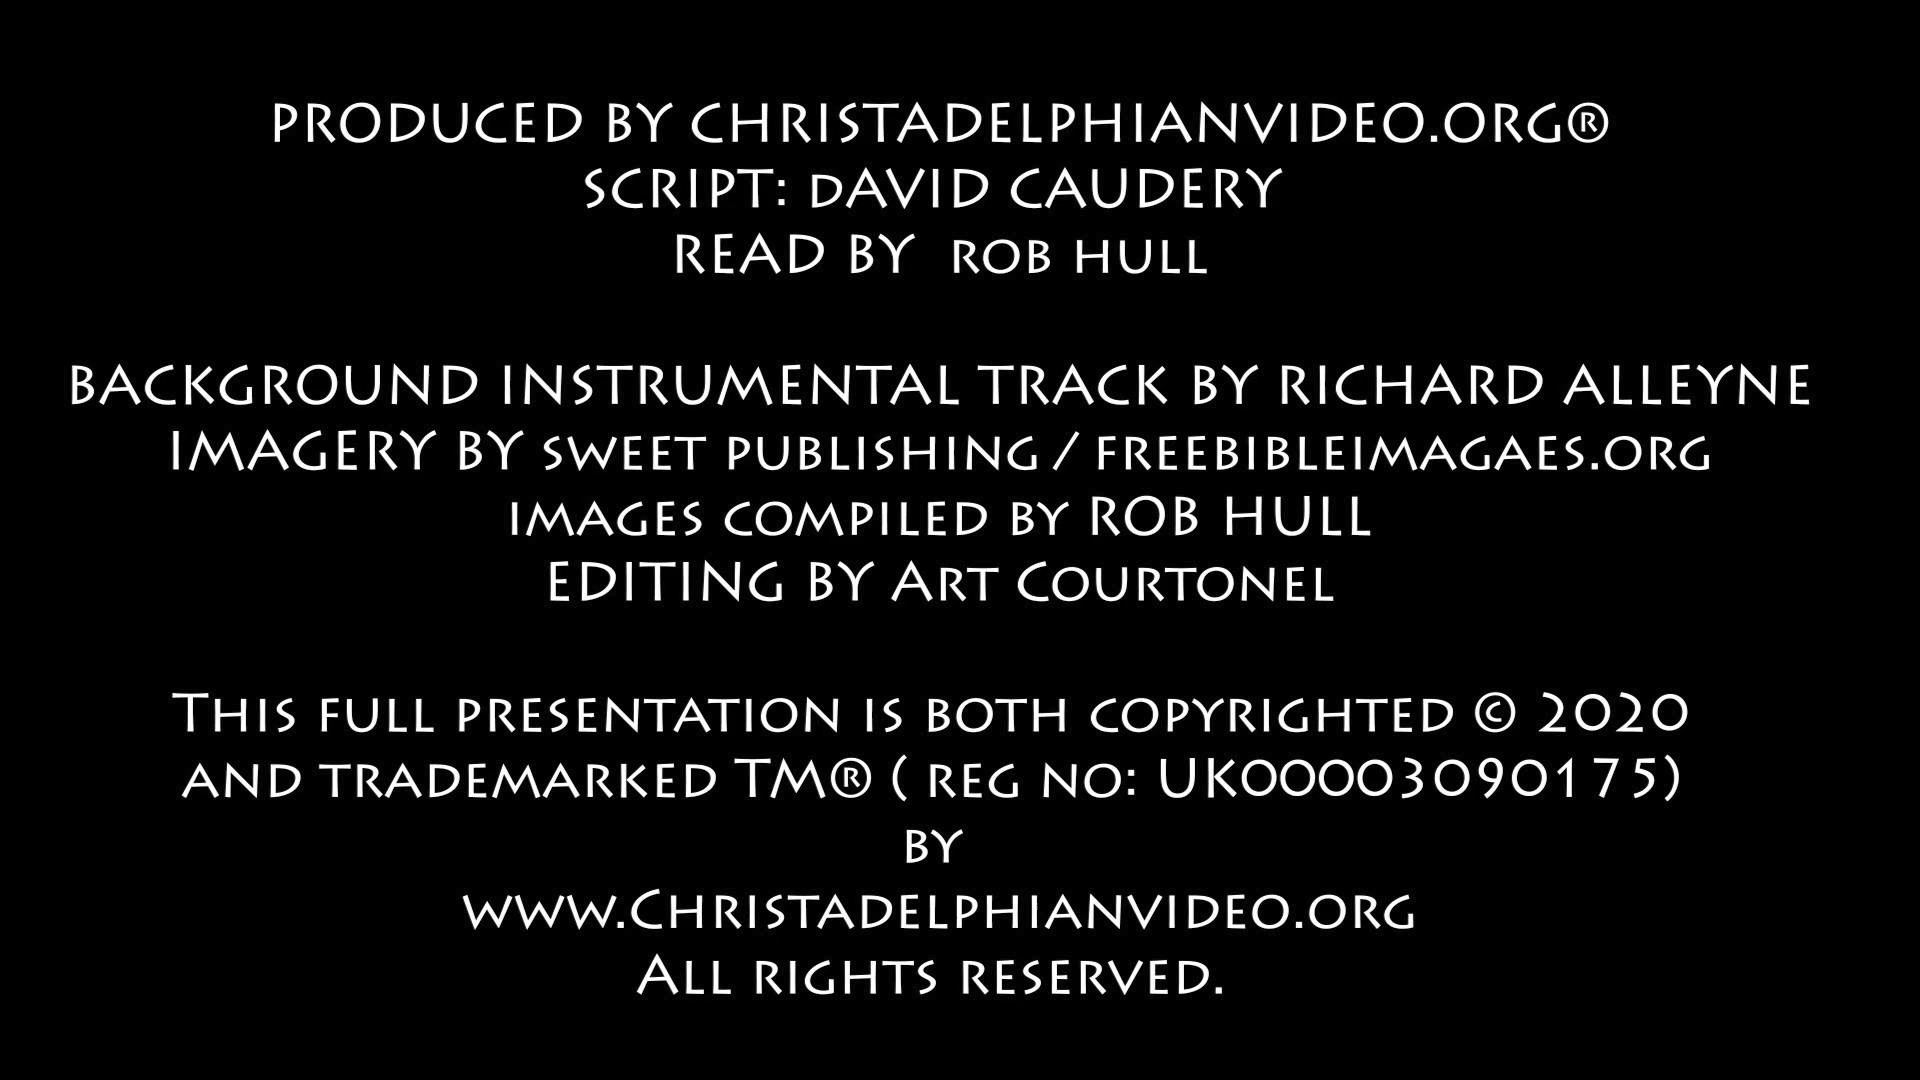 PRODUCED BY CHRISTADELPHIANVIDEO.ORG®
SCRIPT: dAVID CAUDERY
READ BY rob hull
BACKGROUND INSTRUMENTAL TRACK BY RICHARD ALLEYNE
IMAGERY BY sweet publishing / freebibleimagaes.org
images compiled by ROB HULL
EDITING BY Art Courtonel
This full presentation is both copyrighted © 2020
and trademarked TM® ( reg no: UK00003090175)
by
www.Christadelphianvideo.org
All rights reserved.